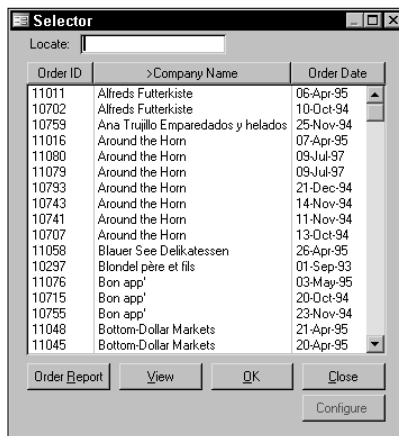 Selector
Locate:
Order ID >Company Name Order Date
11011 Alfreds Futterkiste 06-Apr-95
10702 Alfreds Futterkiste 10-Oct-94
10759 Ana Trujillo Emparedados y helados 25-Nov-94
11016 Around the Horn 07-Apr-95
11080 Around the Horn 09-Jul-97
11079 Around the Horn 09-Jul-97
10793 Around the Horn 21-Dec-94
10743 Around the Horn 14-Nov-94
10741 Around the Horn 11-Nov-94
10707 Around the Horn 13-Oct-94
11058 Blauer See Delikatessen 26-Apr-95
10297 Blondel père et fils 01-Sep-93
11076 Bon app' 03-May-95
10715 Bon app' 20-Oct-94
10755 Bon app' 23-Nov-94
11048 Bottom-Dollar Markets 21-Apr-95
11045 Bottom-Dollar Markets 20-Apr-95
Order Report View OK Close
Configure